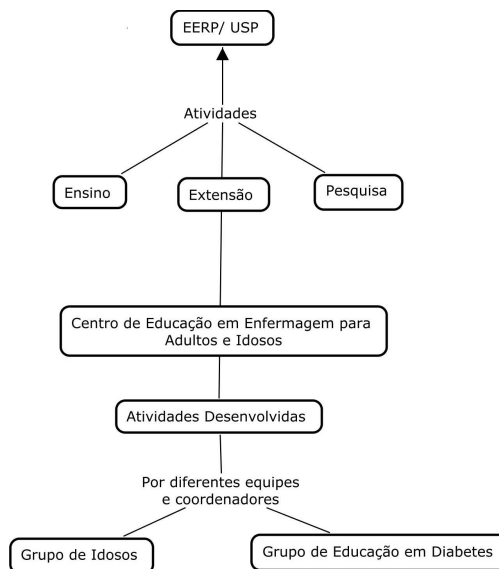 EERP/ USP
Atividades
Ensino
Extensão
Pesquisa
Centro de Educação em Enfermagem para
Adultos e Idosos
Atividades Desenvolvidas
Por diferentes equipes
e coordenadores
Grupo de Idosos
Grupo de Educação em Diabetes